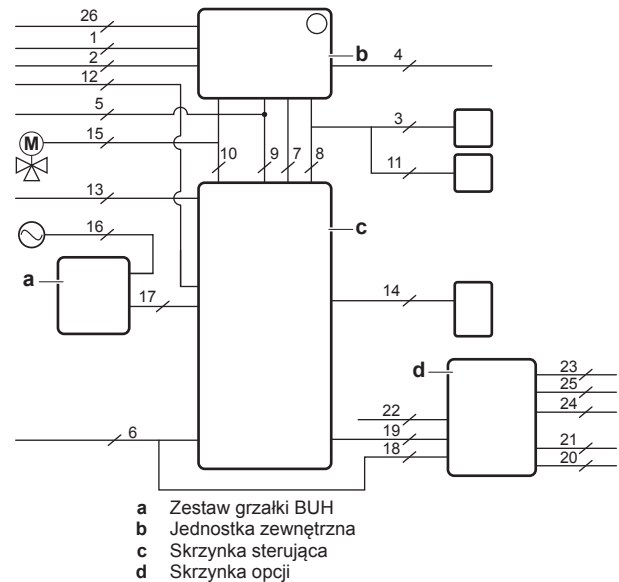 26
1
b
4
2
12
5
3
M
15
10
9
7
8
11
13
16
c
a
17
14
d
23
25
22
24
19
6
18
21
20
a Zestaw grzałki BUH
b Jednostka zewnętrzna
c Skrzynka sterująca
d Skrzynka opcji